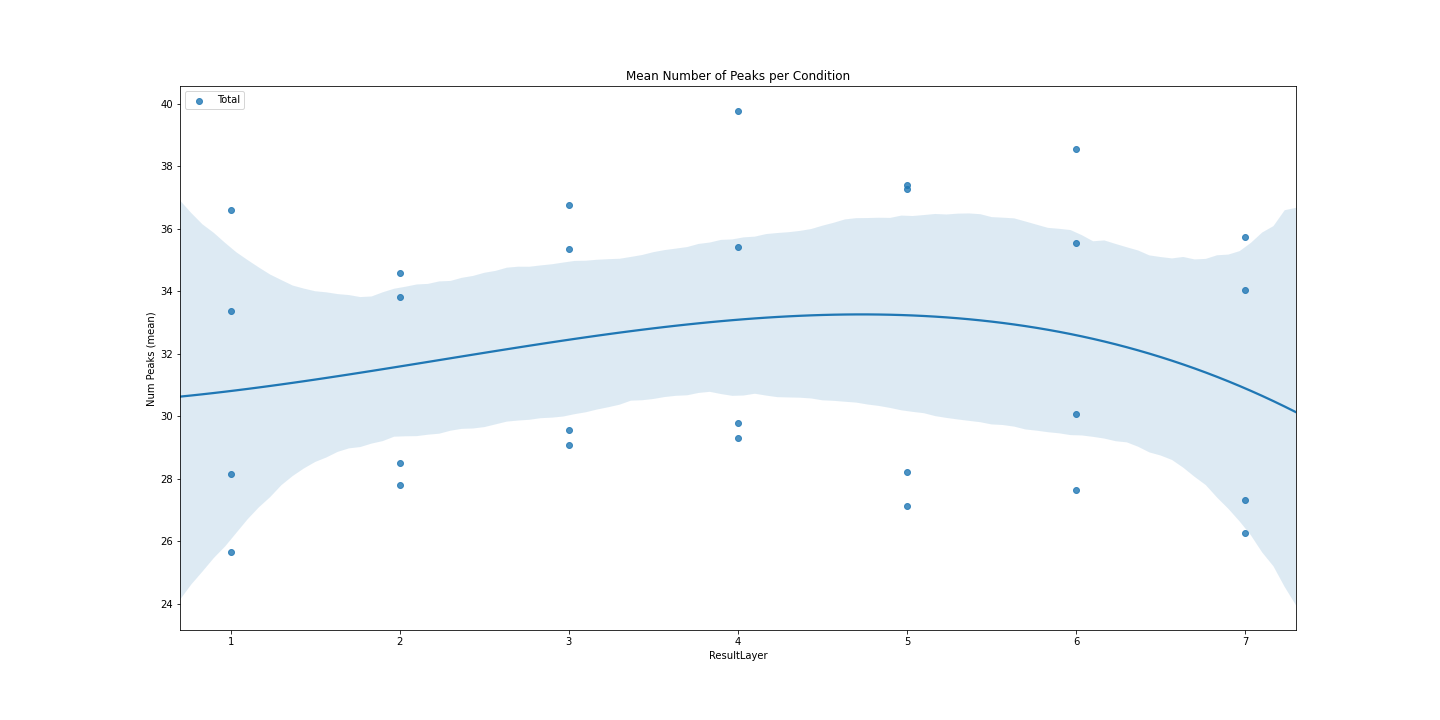 Mean Number of Peaks per Condition
Total
40
38
36
34
32
30
28
26
24
Num Peaks (mean)
1 2 3 4 5 6 7
ResultLayer